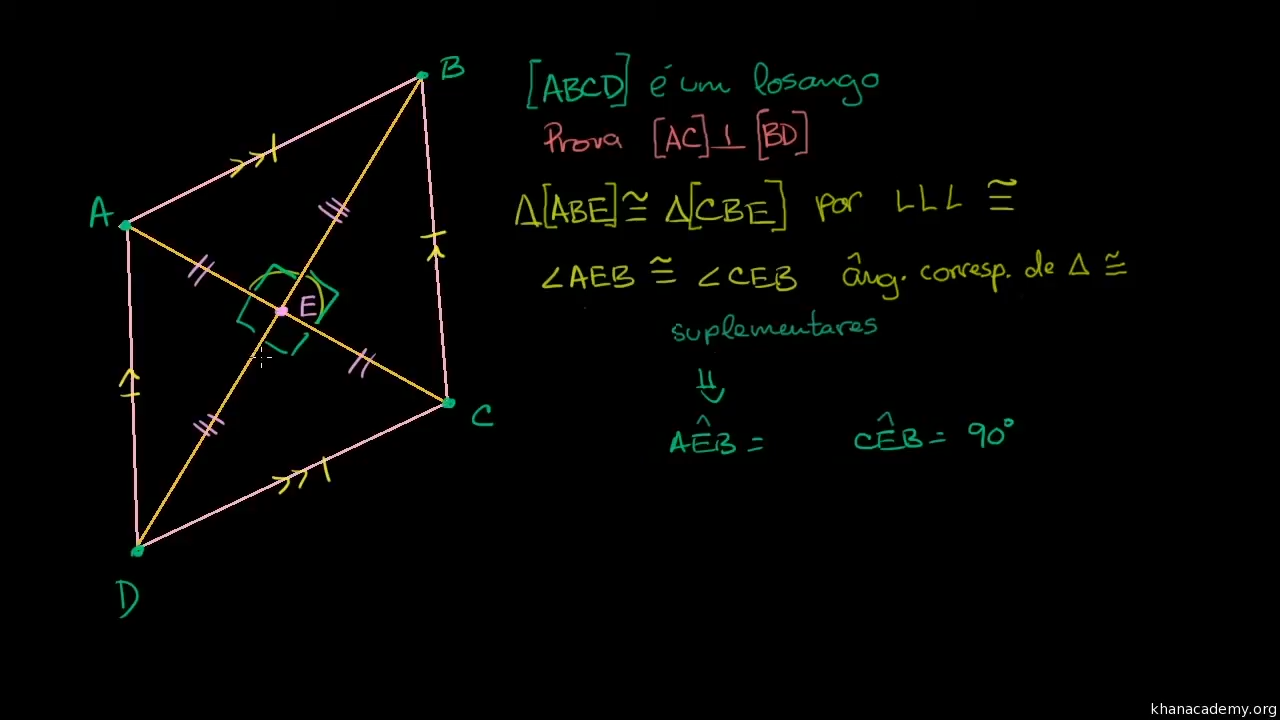 B
[ABCD] é um losango
Prova [AC]⊥[BD]
A
Δ[ABE]≅Δ[CBE] por LLL ≅
∠AEB ≅ ∠CEB âng. corresp. de Δ ≅
E
suplementares
⇓
C
AÊB = CÊB = 90°
D
khanacademy.org